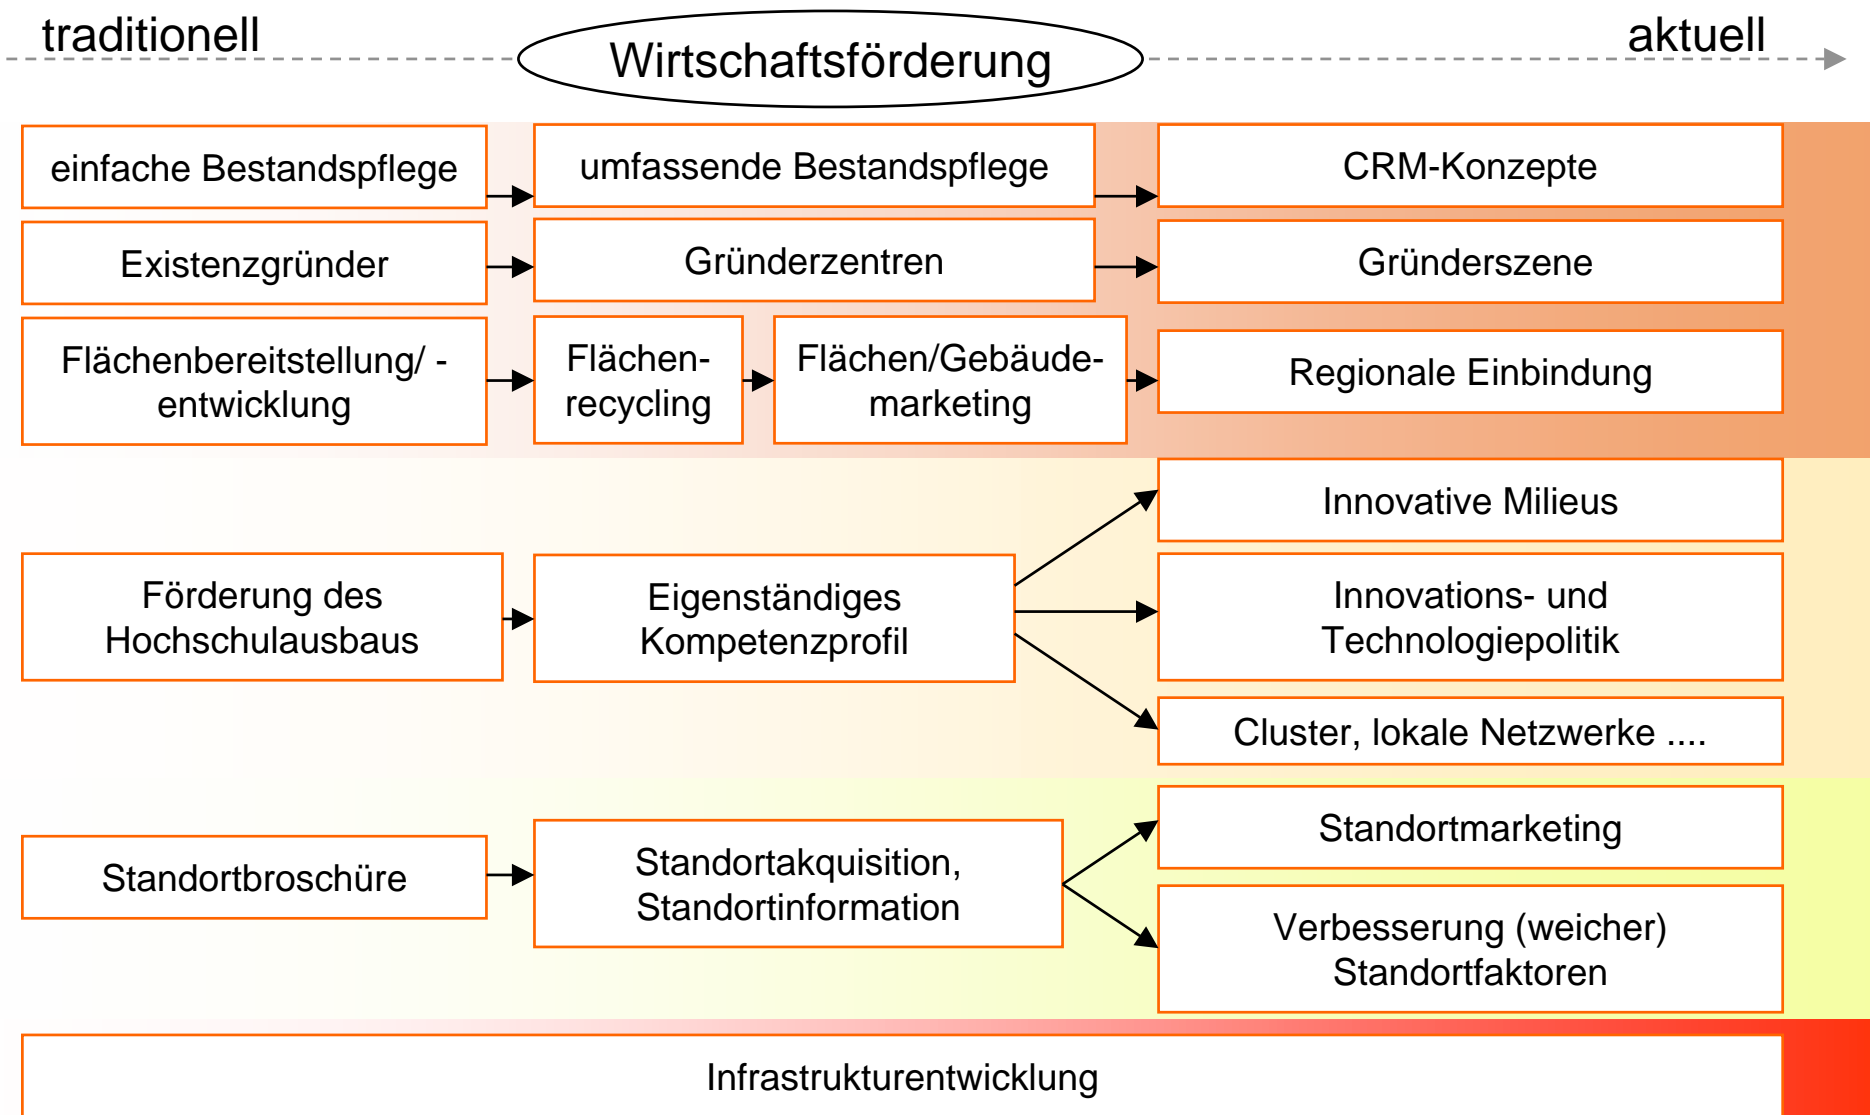 traditionell
Wirtschaftsförderung
aktuell
einfache Bestandspflege
umfassende Bestandspflege
CRM-Konzepte
Existenzgründer
Gründerzentren
Gründerszene
Flächenbereitstellung/ -
entwicklung
Flächen-
recycling
Flächen/Gebäude-
marketing
Regionale Einbindung
Innovative Milieus
Förderung des
Hochschulausbaus
Eigenständiges
Kompetenzprofil
Innovations- und
Technologiepolitik
Cluster, lokale Netzwerke ....
Standortbroschüre
Standortakquisition,
Standortinformation
Standortmarketing
Verbesserung (weicher)
Standortfaktoren
Infrastrukturentwicklung